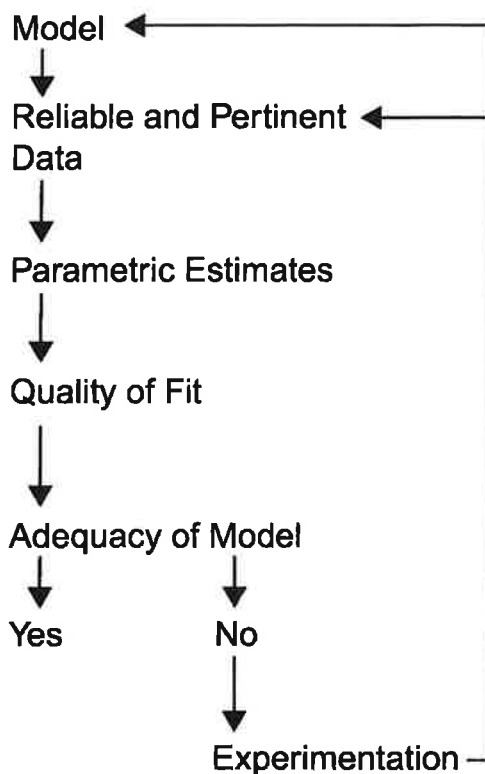 Model
Reliable and Pertinent
Data
Parametric Estimates
Quality of Fit
Adequacy of Model
Yes No
Experimentation